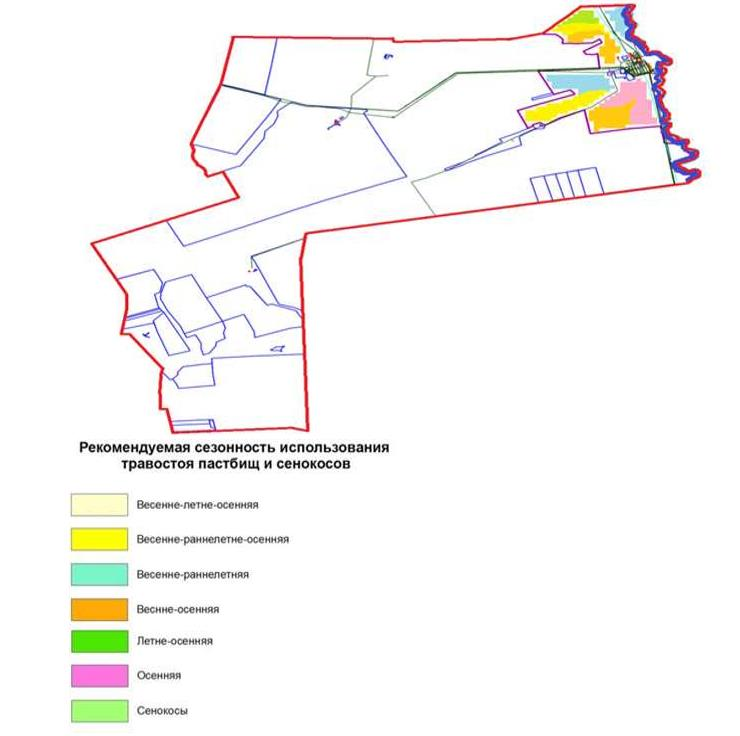 Рекомендуемая сезонность использования
травостоя пастбищ и сенокосов
Весенне-летне-осенняя
Весенне-раннелетне-осенняя
Весенне-раннелетняя
Веснне-осенняя
Летне-осенняя
Осенняя
Сенокосы